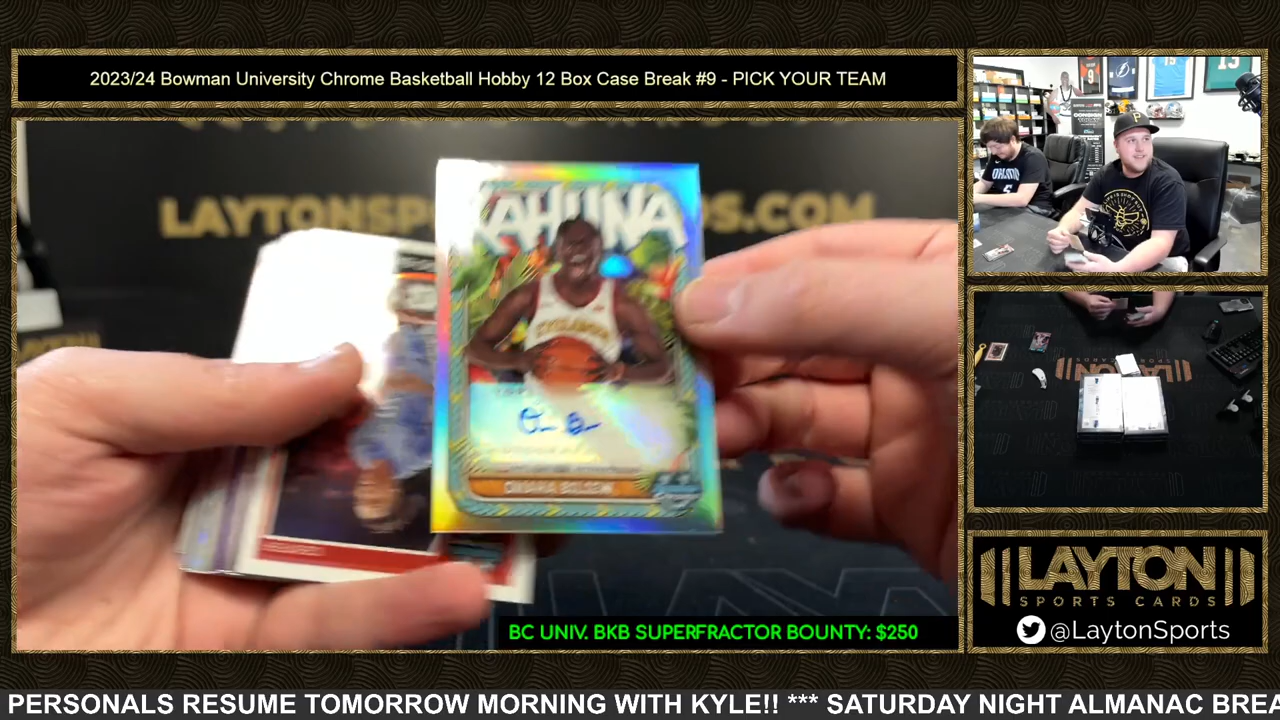 2023/24 Bowman University Chrome Basketball Hobby 12 Box Case Break #9 - PICK YOUR TEAM
KAHUNA
BC UNIV. BKB SUPERFRACTOR BOUNTY: $250
LAYTON
SPORTS CARDS
@LaytonSports
PERSONALS RESUME TOMORROW MORNING WITH KYLE!! *** SATURDAY NIGHT ALMANAC BREA